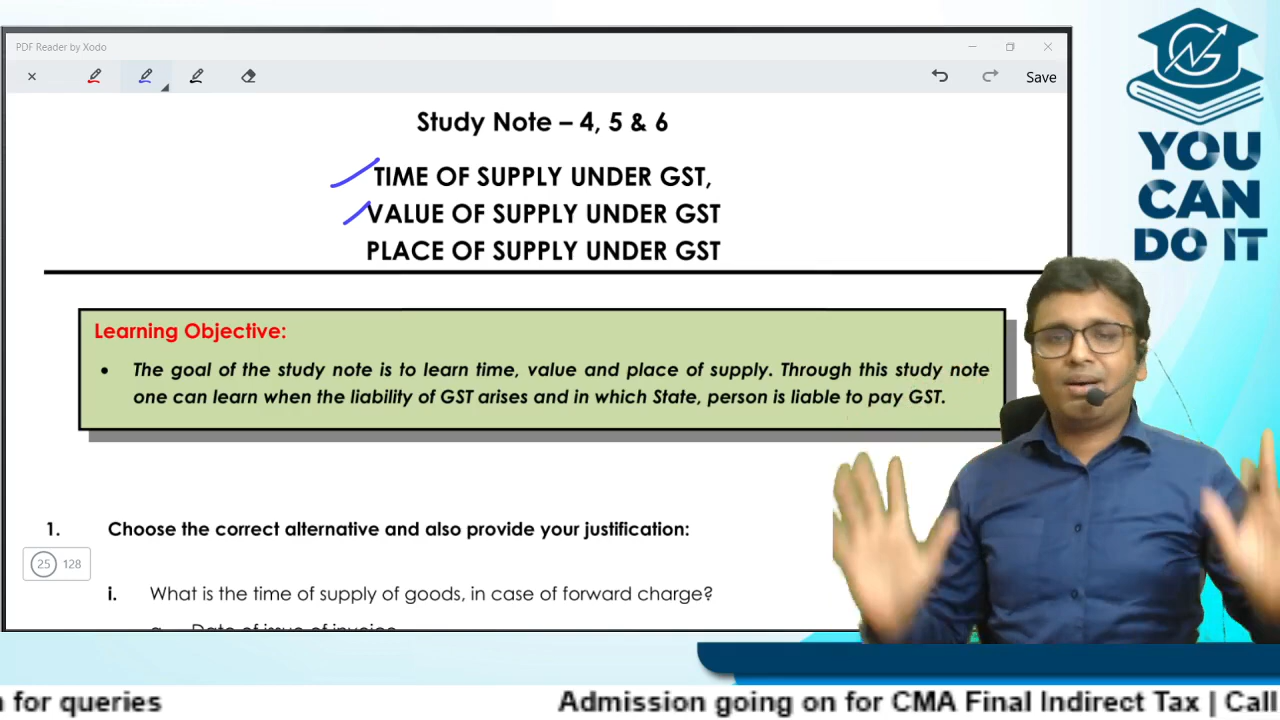 PDF Reader by Xodo
Save
Study Note – 4, 5 & 6
TIME OF SUPPLY UNDER GST,
VALUE OF SUPPLY UNDER GST
PLACE OF SUPPLY UNDER GST
Learning Objective:
• The goal of the study note is to learn time, value and place of supply. Through this study note
one can learn when the liability of GST arises and in which State, person is liable to pay GST.
1. Choose the correct alternative and also provide your justification:
25 128
i. What is the time of supply of goods, in case of forward charge?
a. Date of issue of invoice
YOU
CAN
DO IT
n for queries Admission going on for CMA Final Indirect Tax | Call